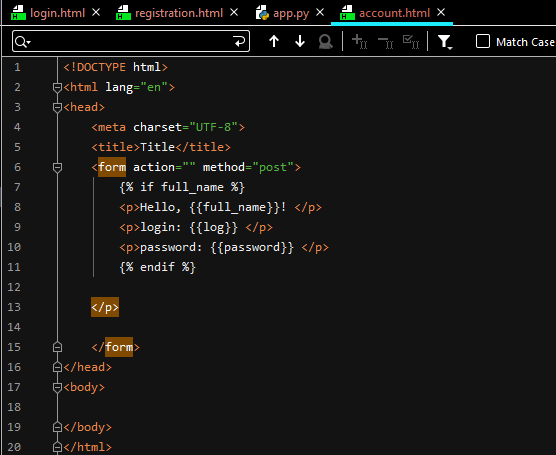 login.html registration.html app.py account.html
Match Case
1 <!DOCTYPE html>
2 <html lang="en">
3 <head>
4 <meta charset="UTF-8">
5 <title>Title</title>
6 <form action="" method="post">
7 {% if full_name %}
8 <p>Hello, {{full_name}}! </p>
9 <p>login: {{log}} </p>
10 <p>password: {{password}} </p>
11 {% endif %}
12
13 </p>
14
15 </form>
16 </head>
17 <body>
18
19 </body>
20 </html>